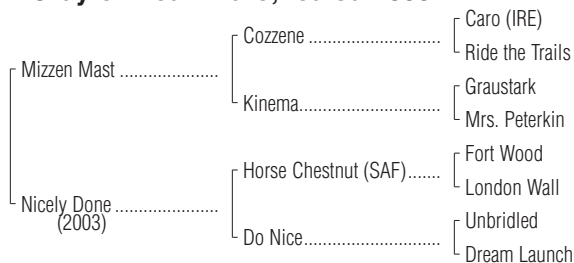 Cozzene
Caro (IRE)
Ride the Trails
Mizzen Mast
Kinema
Graustark
Mrs. Peterkin
Horse Chestnut (SAF)
Fort Wood
London Wall
Nicely Done
(2003)
Do Nice
Unbridled
Dream Launch